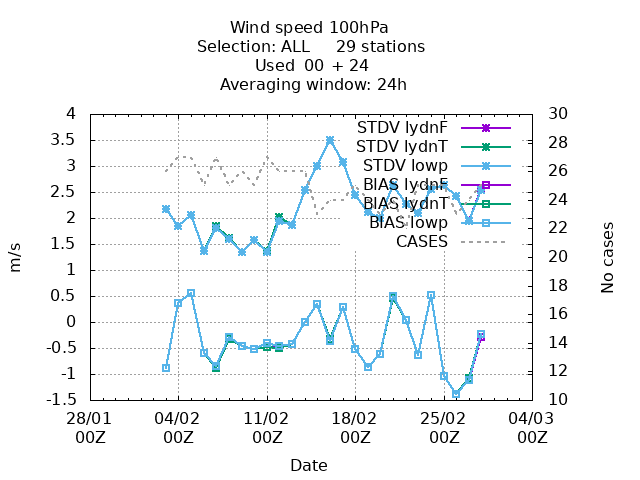 Wind speed 100hPa
Selection: ALL 29 stations
Used 00 + 24
Averaging window: 24h
STDV lydnF
STDV lydnT
STDV lowp
BIAS lydnF
BIAS lydnT
BIAS lowp
CASES
m/s
4
3.5
3
2.5
2
1.5
1
0.5
0
-0.5
-1
-1.5
No cases
30
28
26
24
22
20
18
16
14
12
10
28/01 04/02 11/02 18/02 25/02 04/03
00Z 00Z 00Z 00Z 00Z 00Z
Date